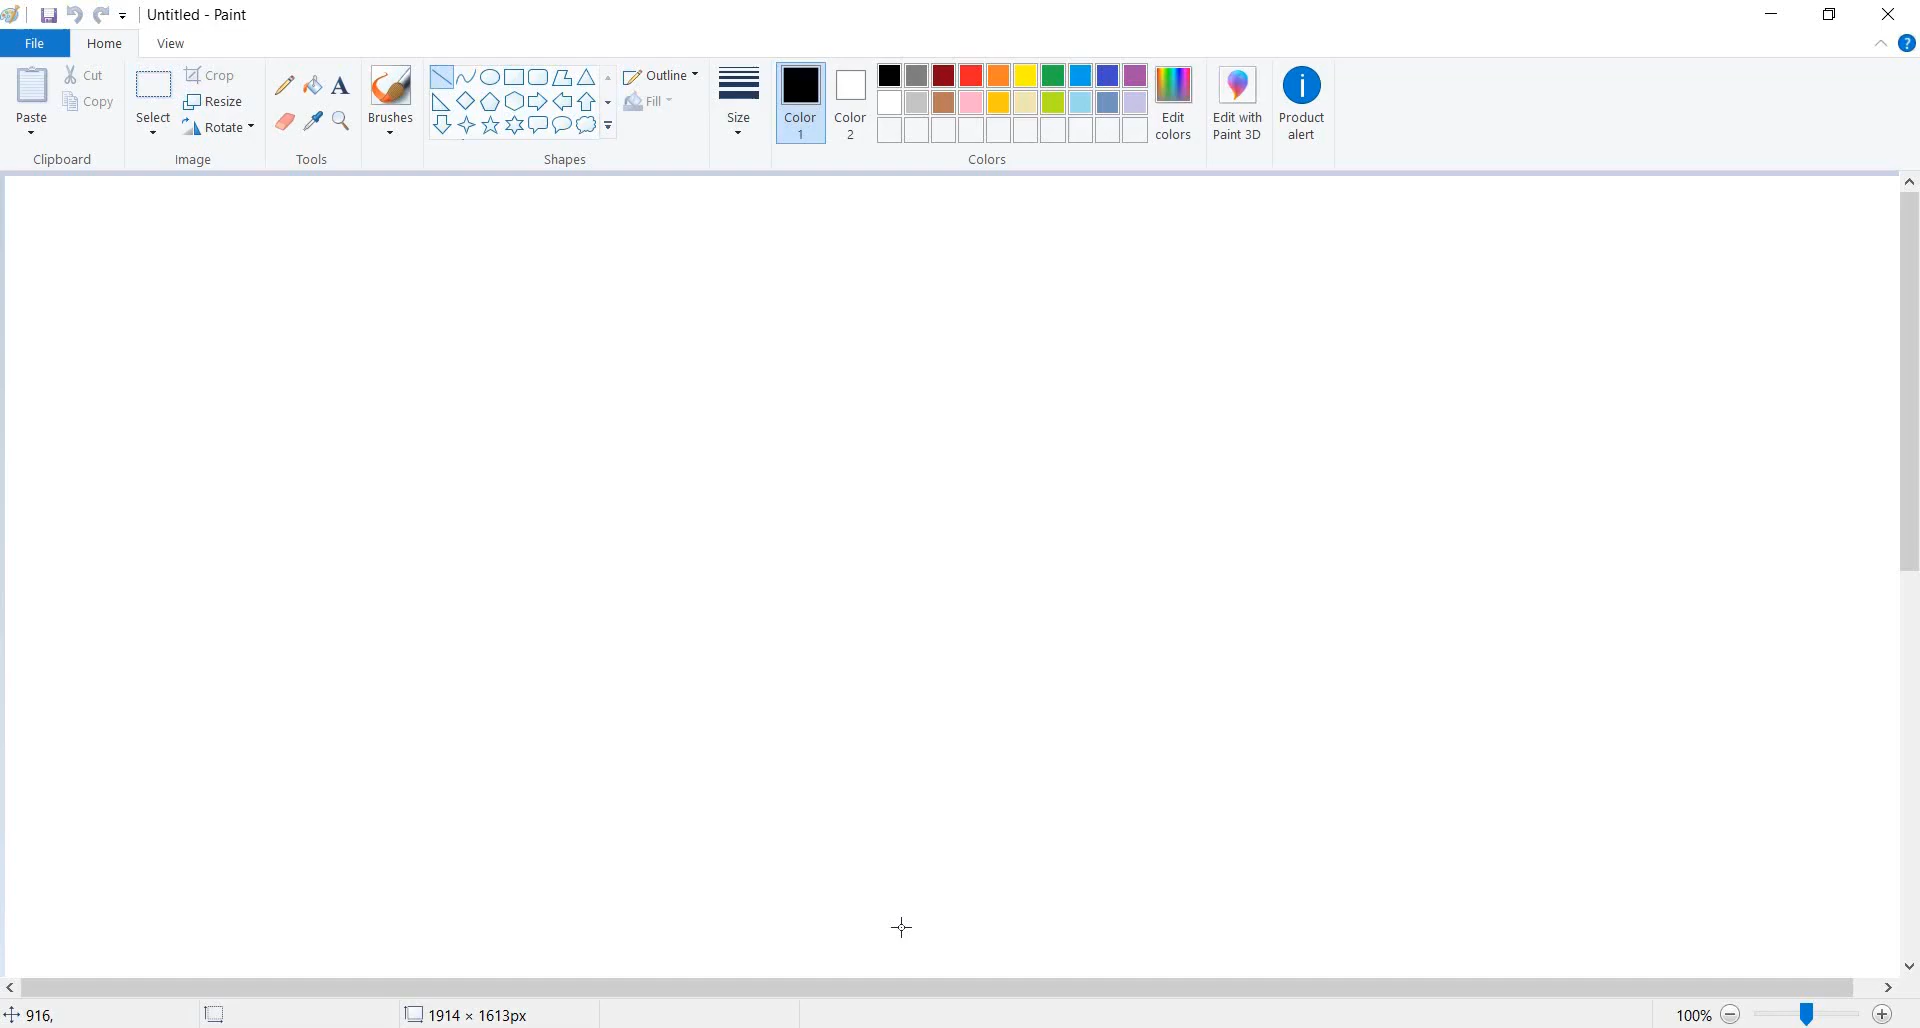 Untitled - Paint
File Home View
Paste
Cut
Copy
Clipboard
Select
Crop
Resize
Rotate
Image
A
Tools
Brushes
Shapes
Outline
Fill
Size
Color 1
Color 2
Colors
Edit colors
Edit with Paint 3D
Product alert
916,
1914 × 1613px
100%